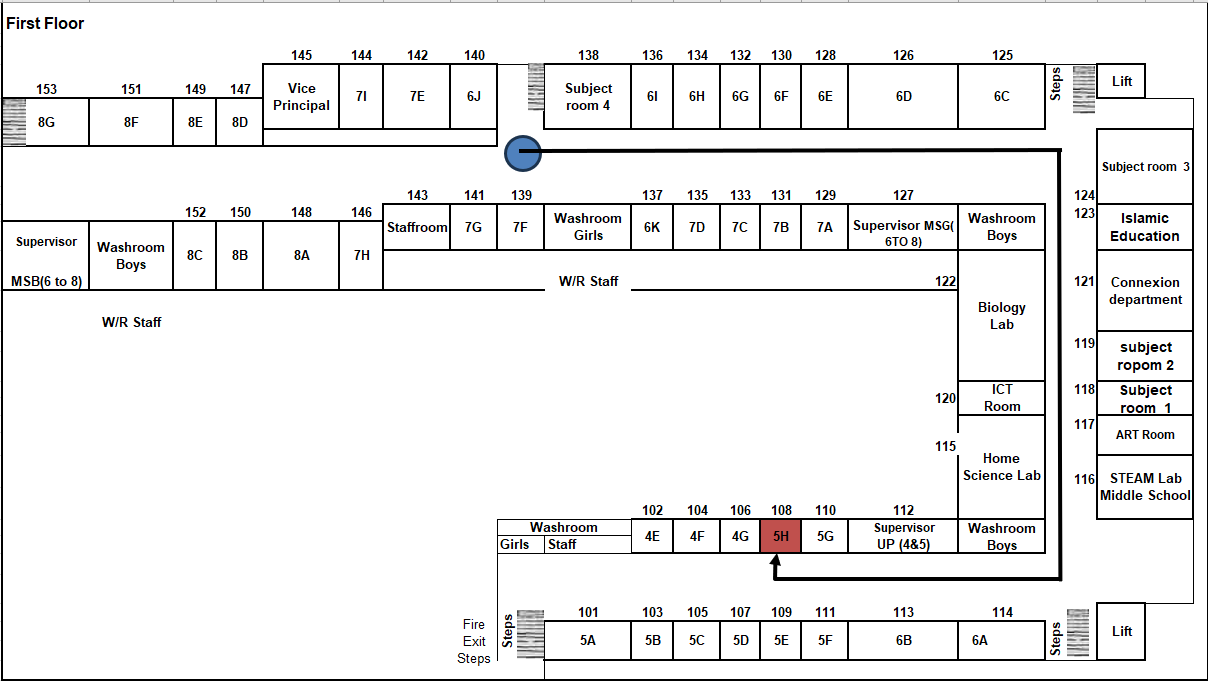 First Floor
145 144 142 140 138 136 134 132 130 128 126 125
153 151 149 147
Vice
Principal
7I 7E 6J
Subject
room 4
6I 6H 6G 6F 6E 6D 6C
Steps
Lift
8G 8F 8E 8D
Subject room 3
124
143 141 139 137 135 133 131 129 127
152 150 148 146
123
Staffroom 7G 7F
Washroom
Girls
6K 7D 7C 7B 7A
Supervisor MSG(
6TO 8)
Washroom
Boys
Islamic
Education
Supervisor
MSB(6 to 8)
Washroom
Boys
8C 8B 8A 7H
W/R Staff
W/R Staff
122
Biology
Lab
121
Connexion
department
119
subject
ropom 2
120
ICT
Room
118
Subject
room 1
117
ART Room
115
Home
Science Lab
116
STEAM Lab
Middle School
102 104 106 108 110 112
Washroom
Girls Staff
4E 4F 4G 5H 5G
Supervisor
UP (4&5)
Washroom
Boys
101 103 105 107 109 111 113 114
Fire
Exit
Steps
Steps
5A 5B 5C 5D 5E 5F 6B 6A
Steps
Lift